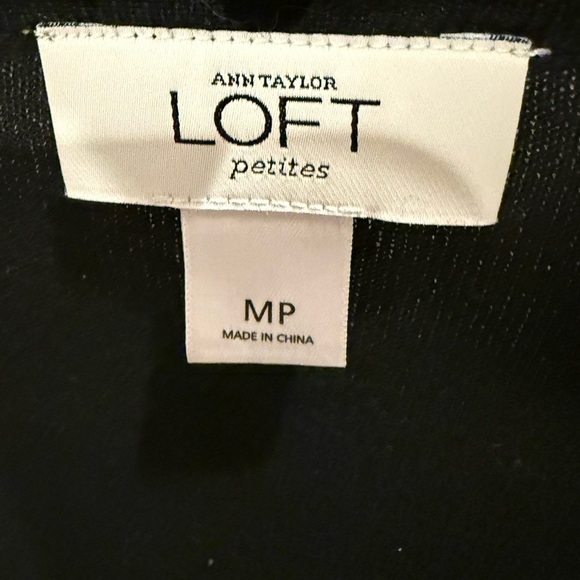 ANN TAYLOR
LOFT
petites
MP
MADE IN CHINA